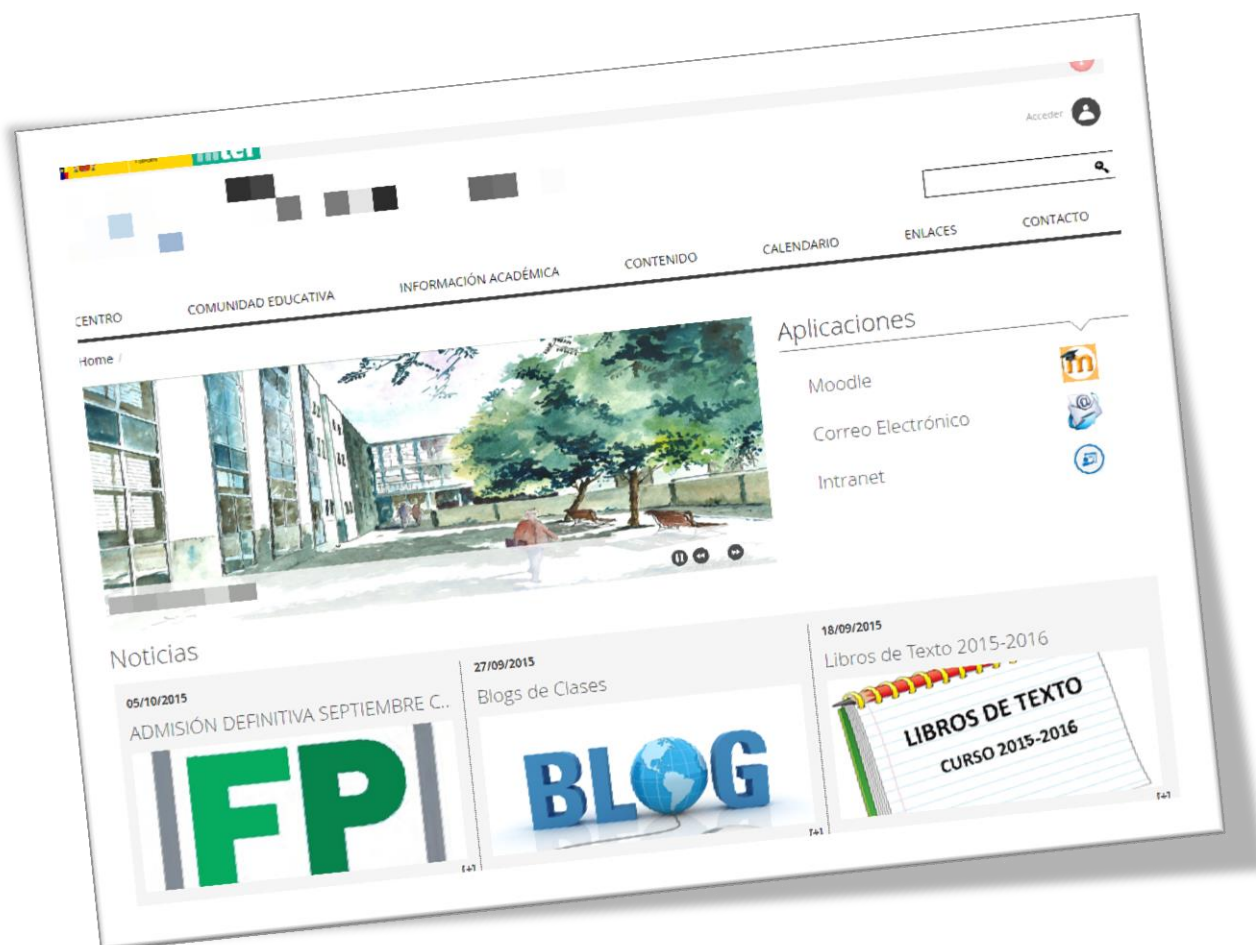 Acceder
CENTRO
COMUNIDAD EDUCATIVA
INFORMACIÓN ACADÉMICA
CONTENIDO
CALENDARIO
ENLACES
CONTACTO
Home /
Aplicaciones
Moodle
Correo Electrónico
Intranet
Noticias
05/10/2015
ADMISIÓN DEFINITIVA SEPTIEMBRE C..
FP
[+]
27/09/2015
Blogs de Clases
BLOG
[+]
18/09/2015
Libros de Texto 2015-2016
LIBROS DE TEXTO
CURSO 2015-2016
[+]